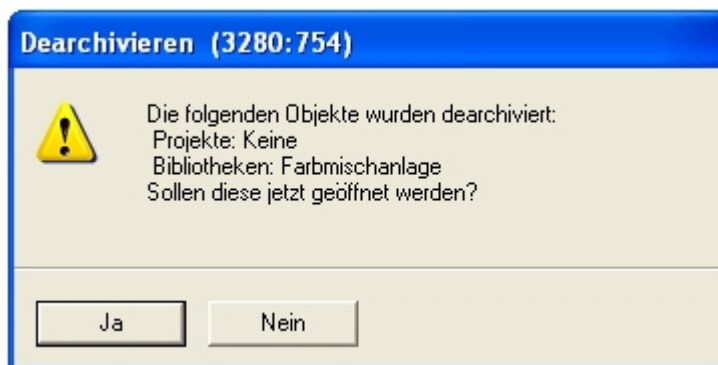 Dearchivieren (3280:754)
Die folgenden Objekte wurden dearchiviert:
Projekte: Keine
Bibliotheken: Farbmischanlage
Sollen diese jetzt geöffnet werden?
Ja
Nein